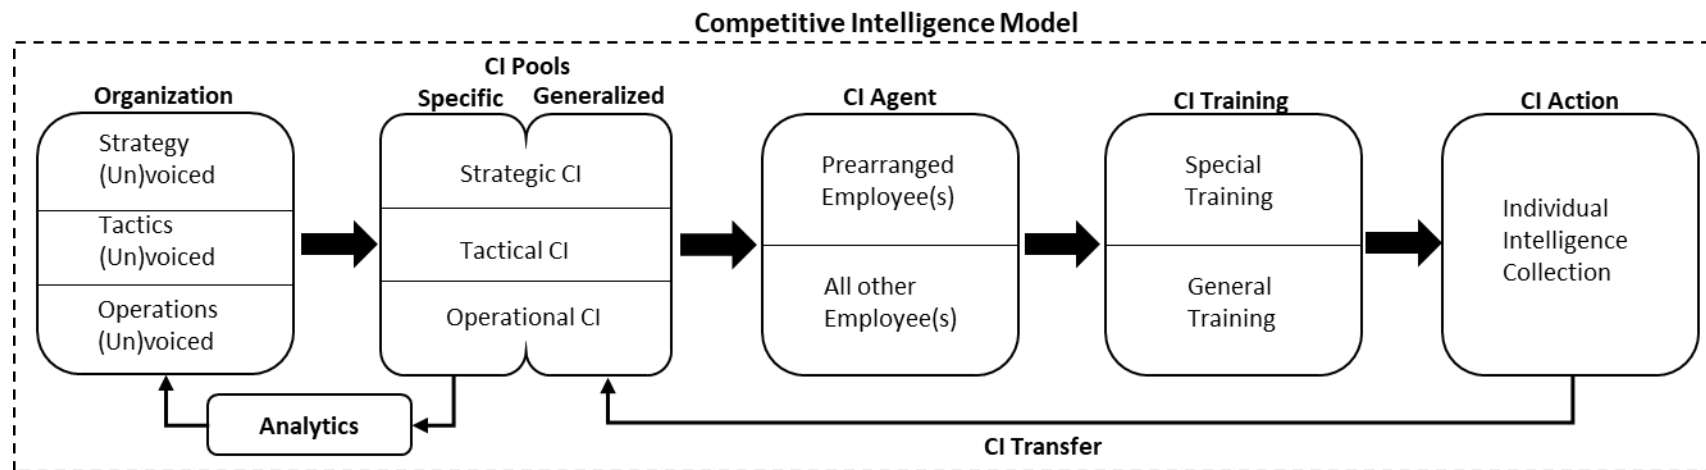 Competitive Intelligence Model
Organization
Strategy
(Un)voiced
Tactics
(Un)voiced
Operations
(Un)voiced
CI Pools
Specific
Generalized
Strategic CI
Tactical CI
Operational CI
CI Agent
Prearranged
Employee(s)
All other
Employee(s)
CI Training
Special
Training
General
Training
CI Action
Individual
Intelligence
Collection
Analytics
CI Transfer